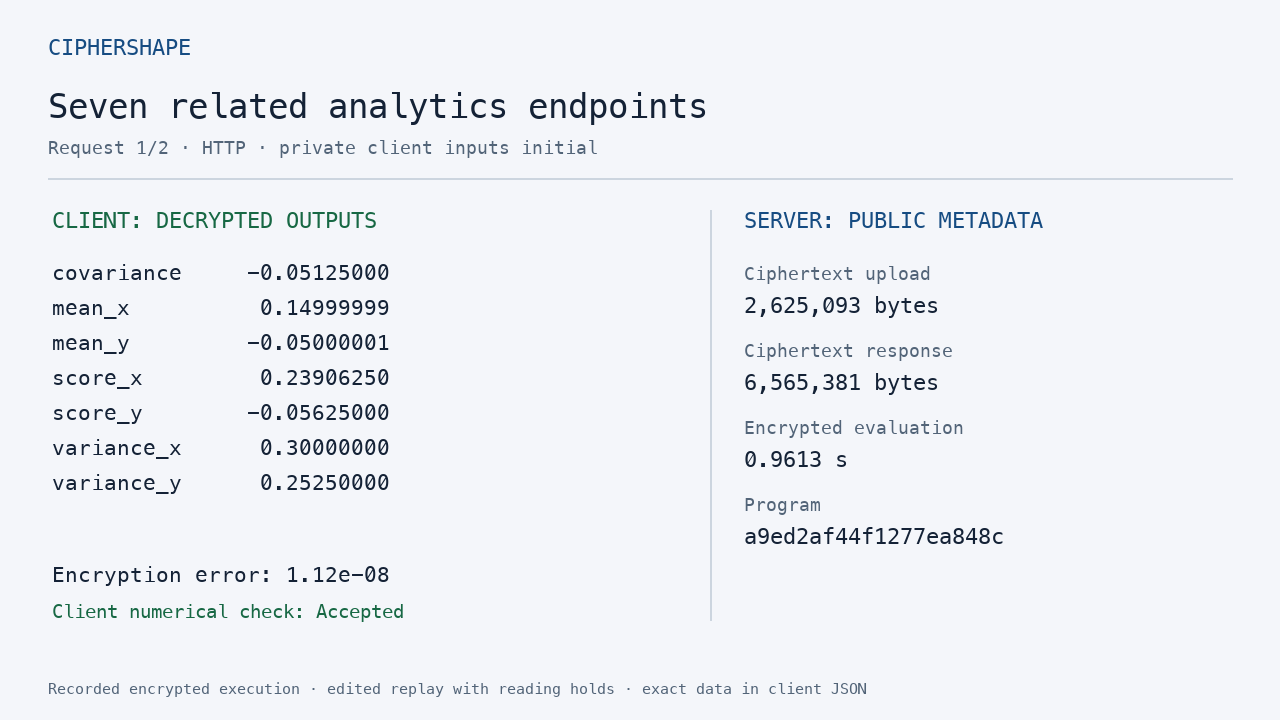 CIPHERSHAPE
Seven related analytics endpoints
Request 1/2 · HTTP · private client inputs initial
CLIENT: DECRYPTED OUTPUTS
covariance −0.05125000
mean_x 0.14999999
mean_y −0.05000001
score_x 0.23906250
score_y −0.05625000
variance_x 0.30000000
variance_y 0.25250000
Encryption error: 1.12e−08
Client numerical check: Accepted
SERVER: PUBLIC METADATA
Ciphertext upload
2,625,093 bytes
Ciphertext response
6,565,381 bytes
Encrypted evaluation
0.9613 s
Program
a9ed2af44f1277ea848c
Recorded encrypted execution · edited replay with reading holds · exact data in client JSON